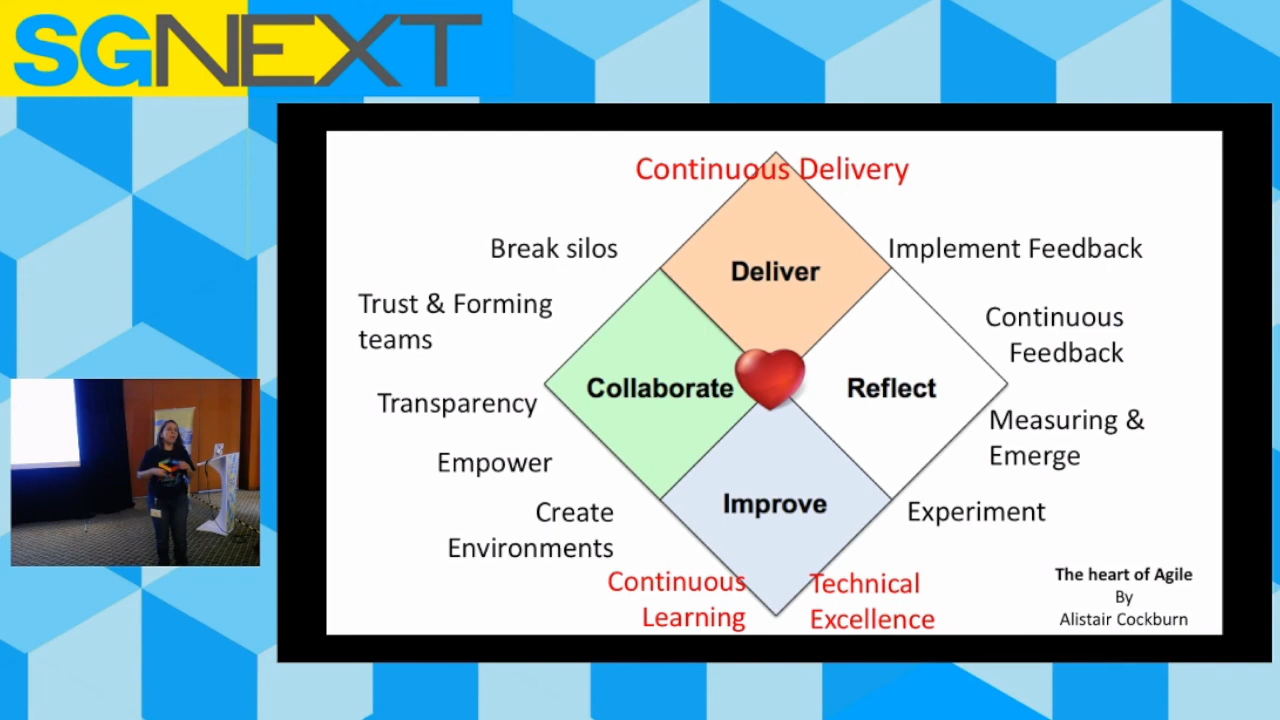 SGNEXT
Continuous Delivery
Break silos
Deliver
Implement Feedback
Trust & Forming
teams
Continuous
Feedback
Collaborate
Reflect
Transparency
Measuring &
Emerge
Empower
Improve
Experiment
Create
Environments
Continuous
Learning
Technical
Excellence
The heart of Agile
By
Alistair Cockburn